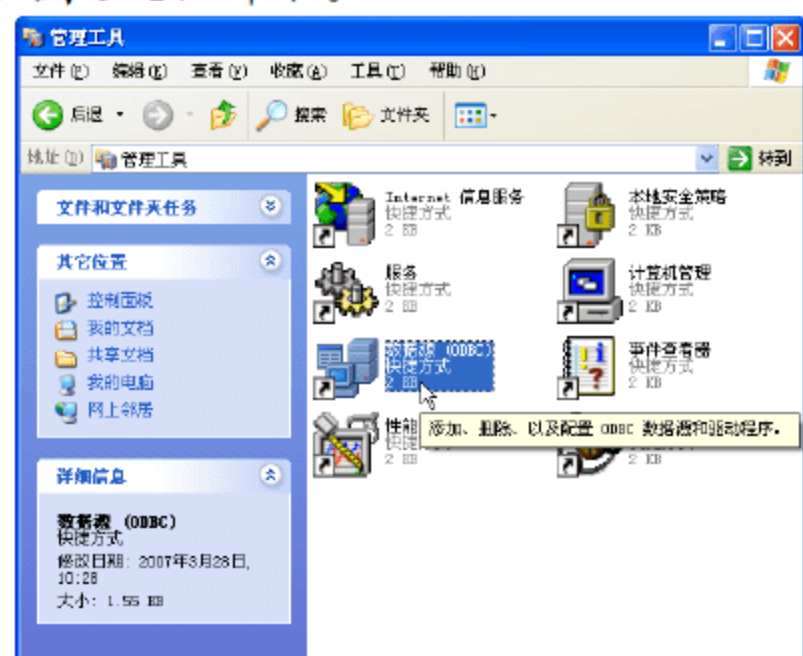 管理工具
文件(F) 编辑(E) 查看(V) 收藏(A) 工具(T) 帮助(H)
后退 搜索 文件夹
地址(D) 管理工具 转到
文件和文件夹任务
其它位置
控制面板
我的文档
共享文档
我的电脑
网上邻居
详细信息
数据源 (ODBC)
快捷方式
修改日期: 2007年3月28日,
10:28
大小: 1.55 KB
Internet 信息服务
快捷方式
2 KB
本地安全策略
快捷方式
2 KB
服务
快捷方式
2 KB
计算机管理
快捷方式
2 KB
数据源 (ODBC)
快捷方式
2 KB
事件查看器
快捷方式
2 KB
性能
快捷
2 KB
添加、删除、以及配置 ODBC 数据源和驱动程序。
2 KB